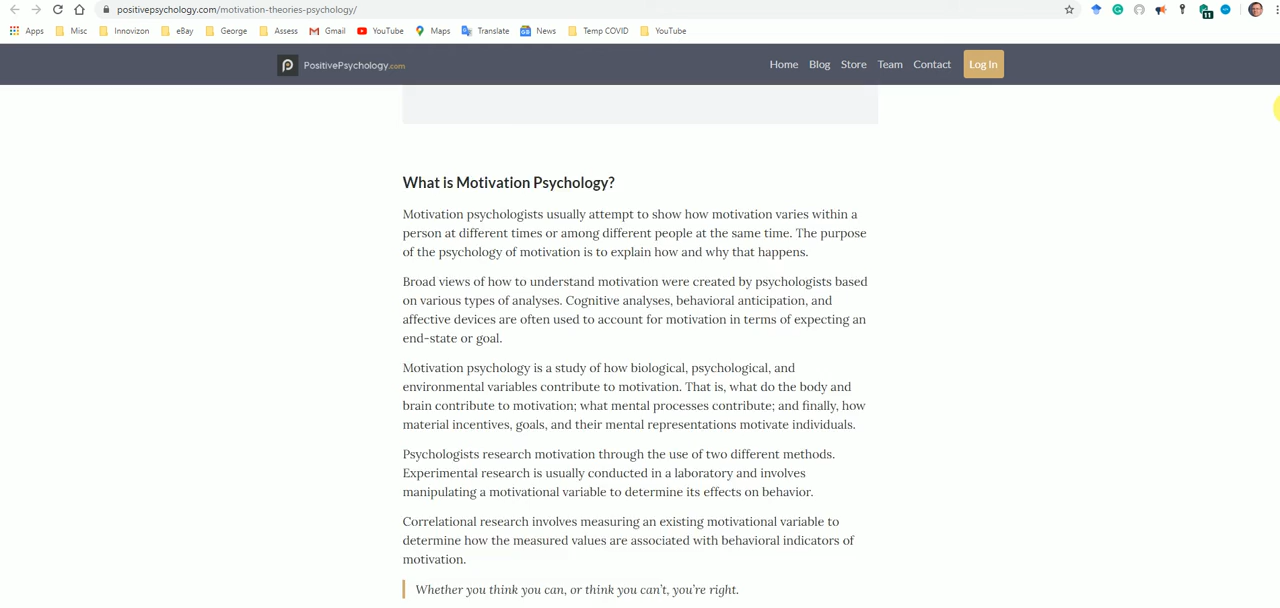 positivepsychology.com/motivation-theories-psychology/
11
Apps Misc Innovizon eBay George Assess Gmail YouTube Maps Translate News Temp COVID YouTube
PositivePsychology.com Home Blog Store Team Contact Log In
What is Motivation Psychology?
Motivation psychologists usually attempt to show how motivation varies within a
person at different times or among different people at the same time. The purpose
of the psychology of motivation is to explain how and why that happens.
Broad views of how to understand motivation were created by psychologists based
on various types of analyses. Cognitive analyses, behavioral anticipation, and
affective devices are often used to account for motivation in terms of expecting an
end-state or goal.
Motivation psychology is a study of how biological, psychological, and
environmental variables contribute to motivation. That is, what do the body and
brain contribute to motivation; what mental processes contribute; and finally, how
material incentives, goals, and their mental representations motivate individuals.
Psychologists research motivation through the use of two different methods.
Experimental research is usually conducted in a laboratory and involves
manipulating a motivational variable to determine its effects on behavior.
Correlational research involves measuring an existing motivational variable to
determine how the measured values are associated with behavioral indicators of
motivation.
Whether you think you can, or think you can't, you're right.